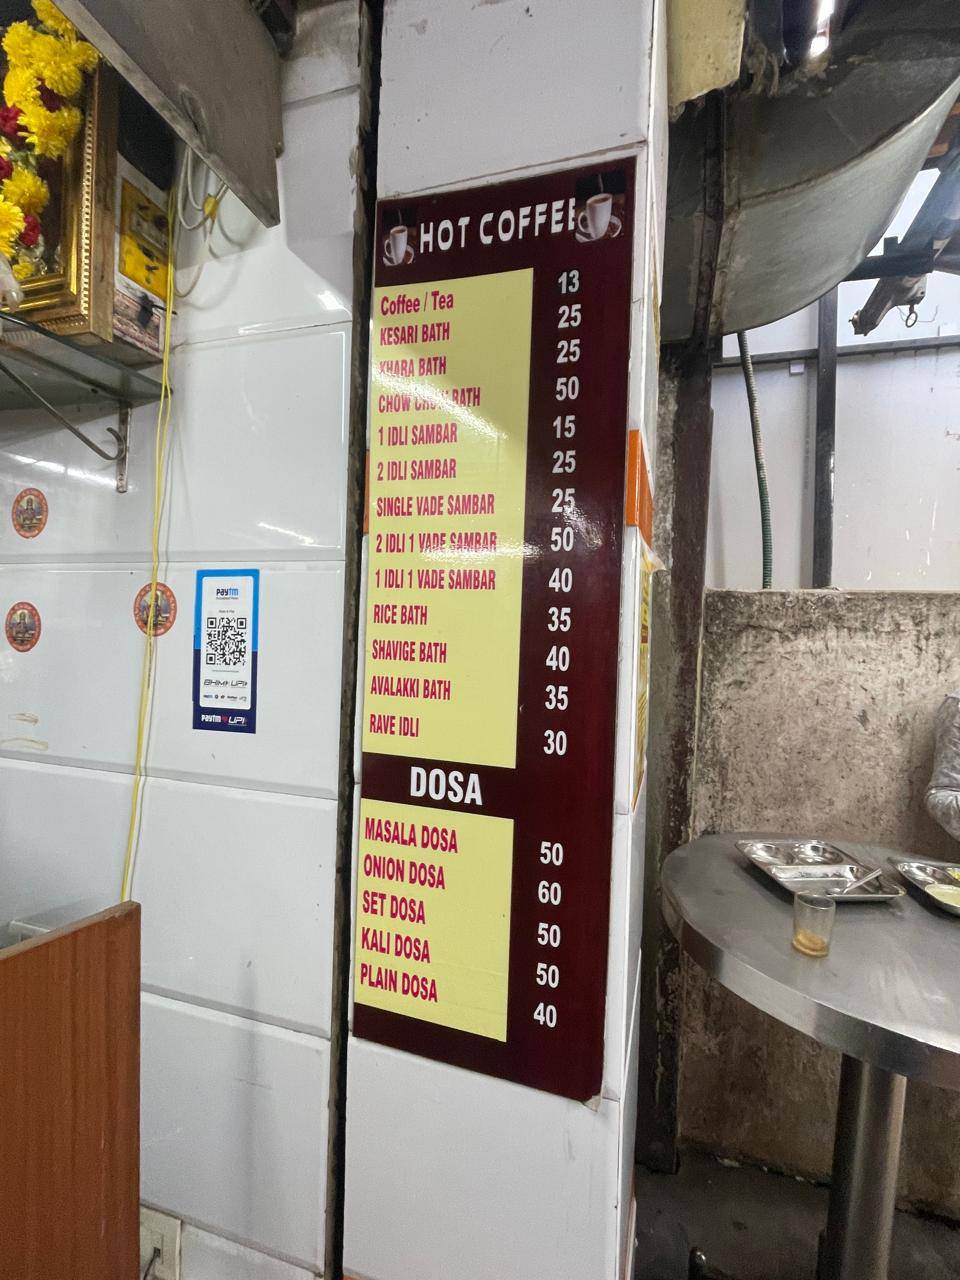 HOT COFFEE
Coffee / Tea 13
KESARI BATH 25
KHARA BATH 25
CHOW CHOW BATH 50
1 IDLI SAMBAR 15
2 IDLI SAMBAR 25
SINGLE VADE SAMBAR 25
2 IDLI 1 VADE SAMBAR 50
1 IDLI 1 VADE SAMBAR 40
RICE BATH 35
SHAVIGE BATH 40
AVALAKKI BATH 35
RAVE IDLI 30
DOSA
MASALA DOSA 50
ONION DOSA 60
SET DOSA 50
KALI DOSA 50
PLAIN DOSA 40
paytm
BHIM UPI
paytm UPI